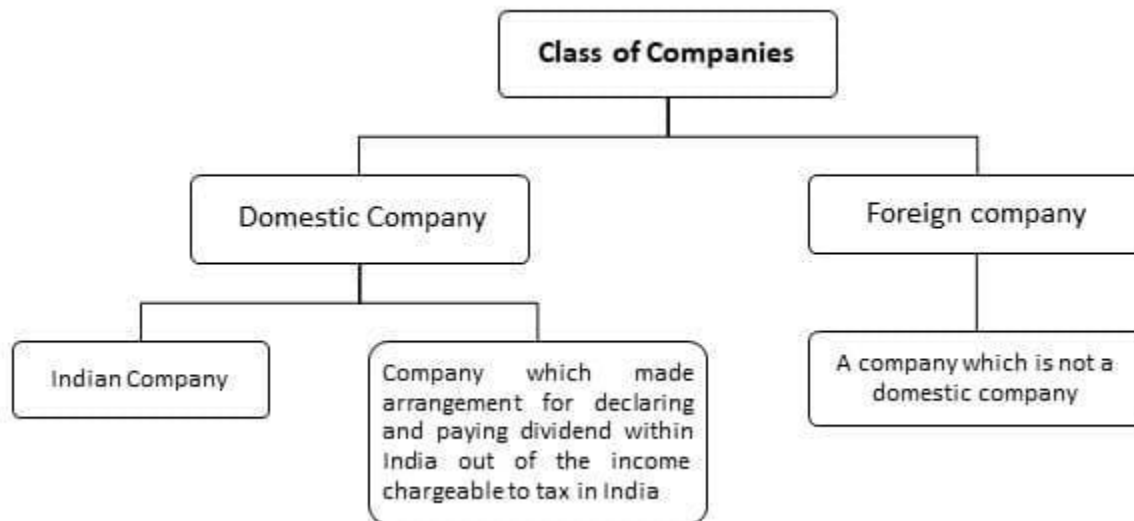 Class of Companies
Domestic Company
Foreign company
Indian Company
Company which made
arrangement for declaring
and paying dividend within
India out of the income
chargeable to tax in India
A company which is not a
domestic company